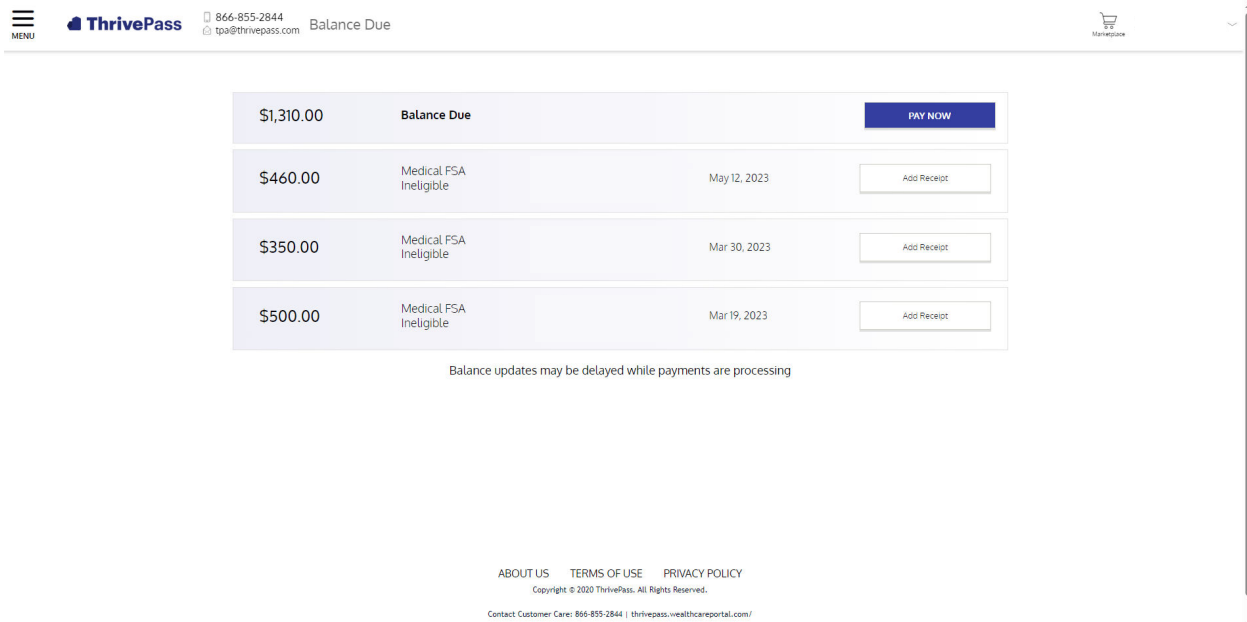 MENU
ThrivePass
866-855-2844
tpa@thrivepass.com
Balance Due
Marketplace
$1,310.00 Balance Due PAY NOW
$460.00 Medical FSA Ineligible May 12, 2023 Add Receipt
$350.00 Medical FSA Ineligible Mar 30, 2023 Add Receipt
$500.00 Medical FSA Ineligible Mar 19, 2023 Add Receipt
Balance updates may be delayed while payments are processing
ABOUT US TERMS OF USE PRIVACY POLICY
Copyright © 2020 ThrivePass. All Rights Reserved.
Contact Customer Care: 866-855-2844 | thrivepass.wealthcareportal.com/